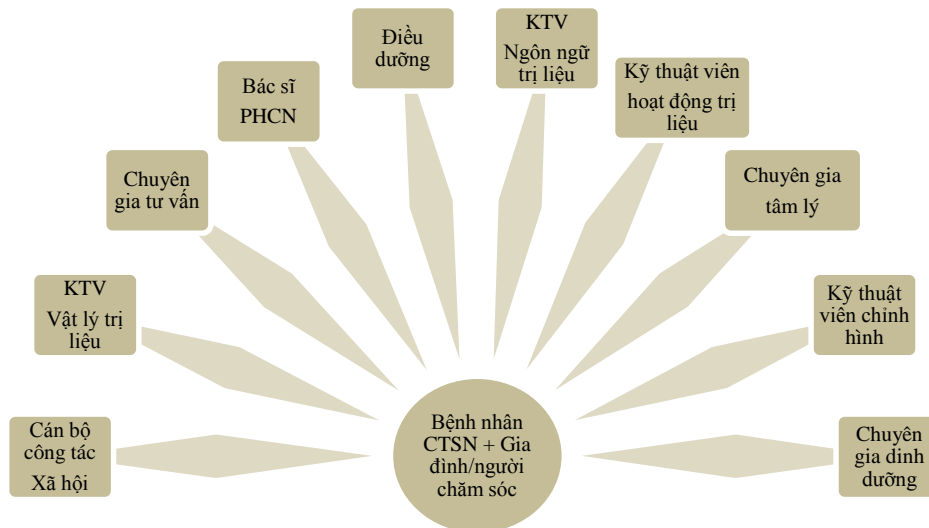 Điều
dưỡng
KTV
Ngôn ngữ
trị liệu
Bác sĩ
PHCN
Kỹ thuật viên
hoạt động trị
liệu
Chuyên
gia tư vấn
Chuyên gia
tâm lý
KTV
Vật lý trị
liệu
Kỹ thuật
viên chỉnh
hình
Cán bộ
công tác
Xã hội
Bệnh nhân
CTSN + Gia
đình/người
chăm sóc
Chuyên
gia dinh
dưỡng